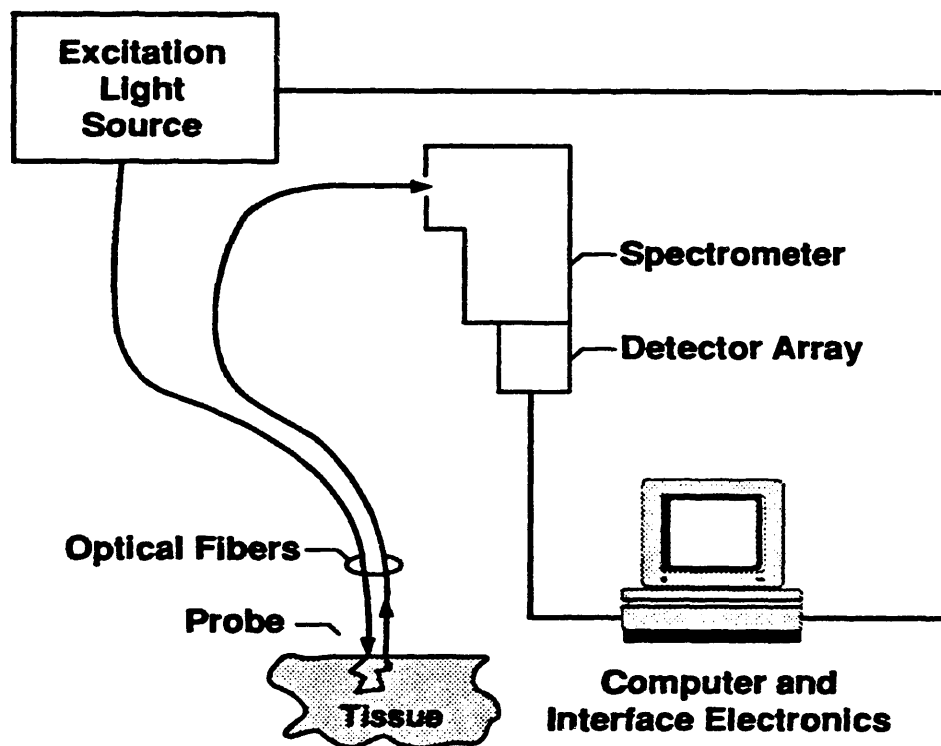 Excitation
Light
Source
Spectrometer
Detector Array
Optical Fibers
Probe
Tissue
Computer and
Interface Electronics